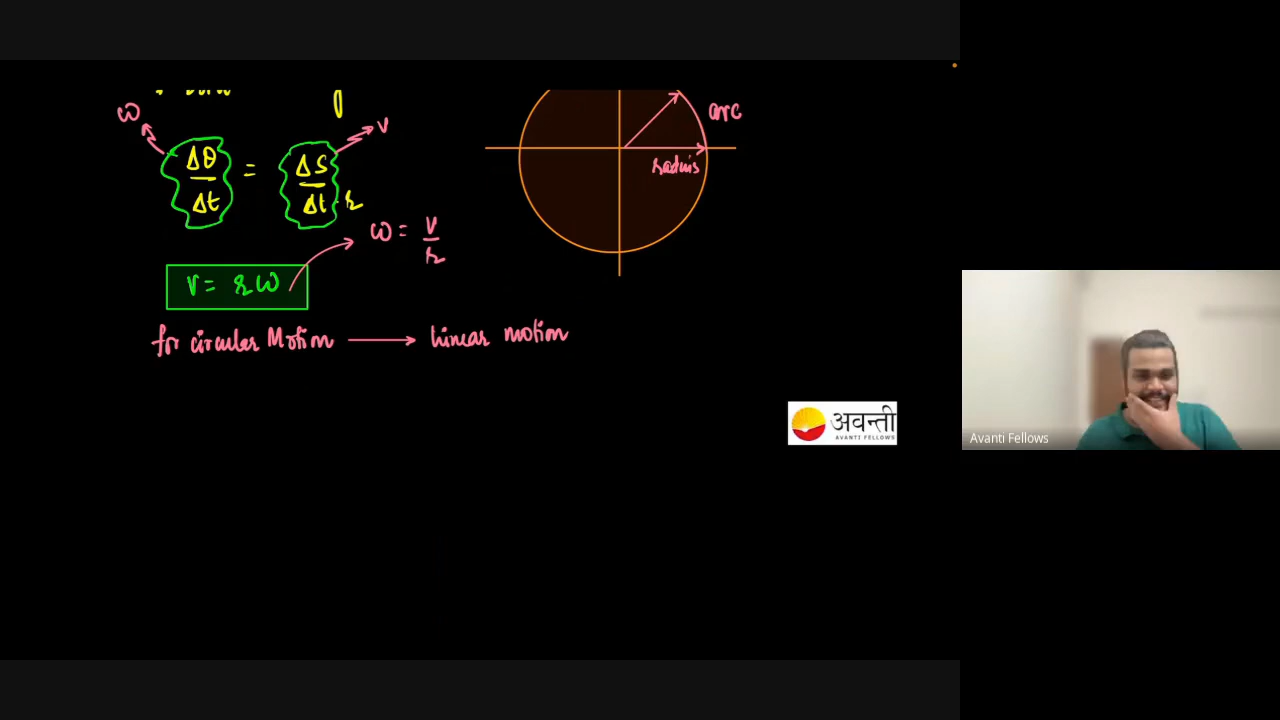 ω
v
arc
Δθ/Δt = ΔS/Δt·r
radius
ω = v/r
v = rω
for circular Motion → linear motion
अवन्ती
AVANTI FELLOWS
Avanti Fellows